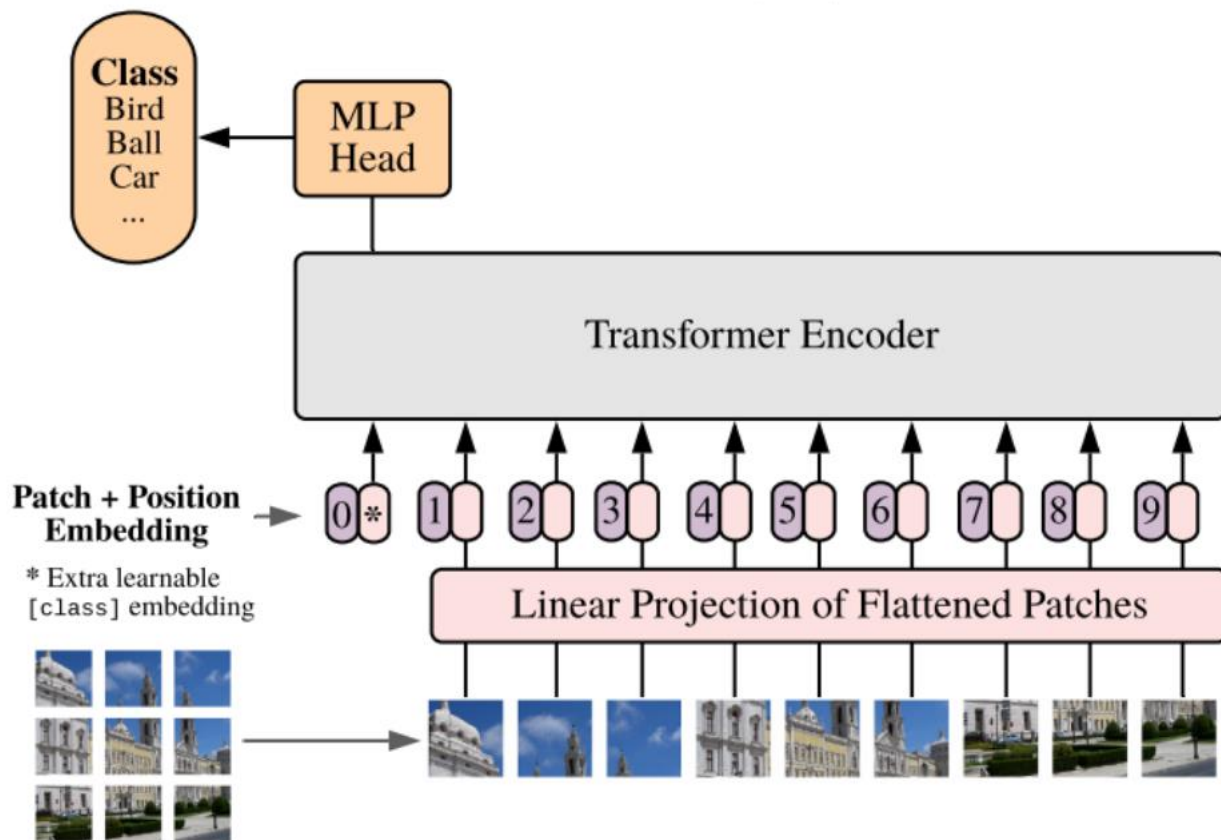 Class
Bird
Ball
Car
...
MLP
Head
Transformer Encoder
Patch + Position
Embedding
0 * 1 2 3 4 5 6 7 8 9
* Extra learnable
[class] embedding
Linear Projection of Flattened Patches